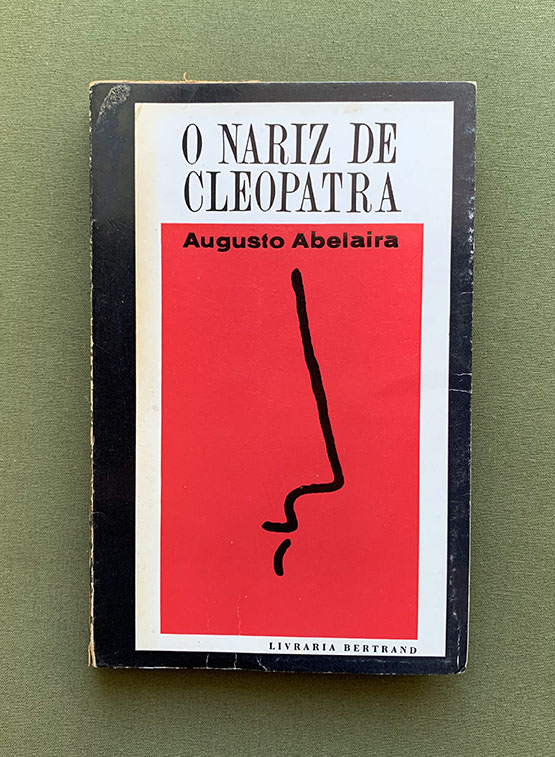 O NARIZ DE
CLEOPATRA
Augusto Abelaira
LIVRARIA BERTRAND